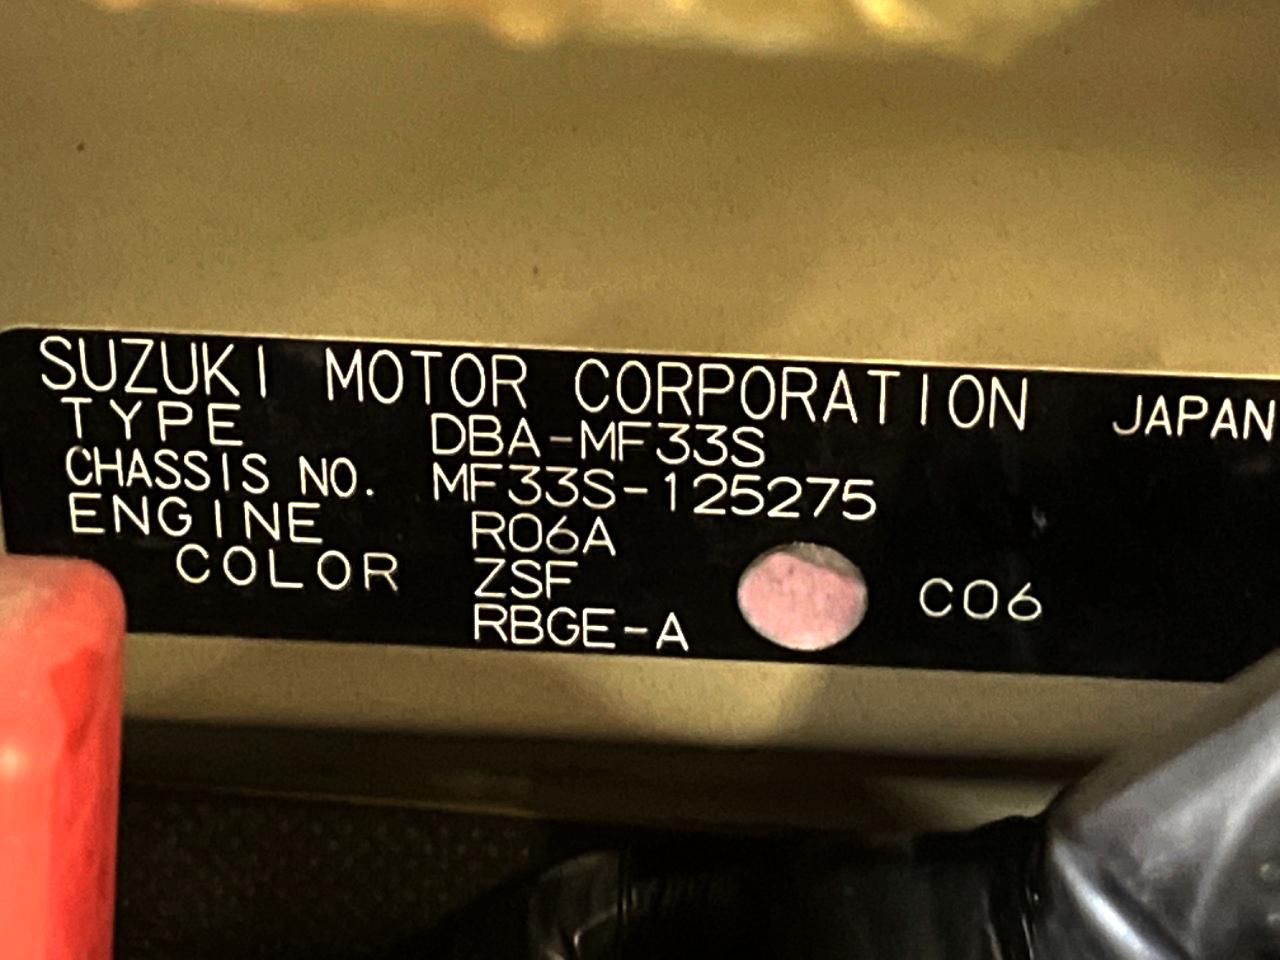 SUZUKI MOTOR CORPORATION JAPAN
TYPE DBA-MF33S
CHASSIS NO. MF33S-125275
ENGINE R06A
COLOR ZSF C06
RBGE-A